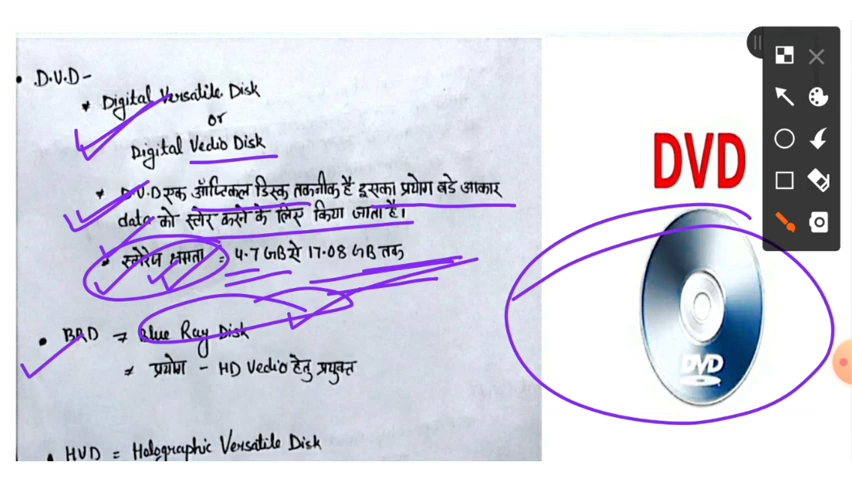 • D.V.D -
* Digital Versatile Disk
or
Digital Vedio Disk
* D.V.D एक ऑप्टिकल डिस्क तकनीक है इसका प्रयोग बडे आकार
data को स्टोर करने के लिए किया जाता है।
* स्टोरेज क्षमता = 4.7 GB से 17.08 GB तक
• BRD → Blue Ray Disk
* प्रयोग - HD Vedio हेतु प्रयुक्त
HVD = Holographic Versatile Disk
DVD
DVD